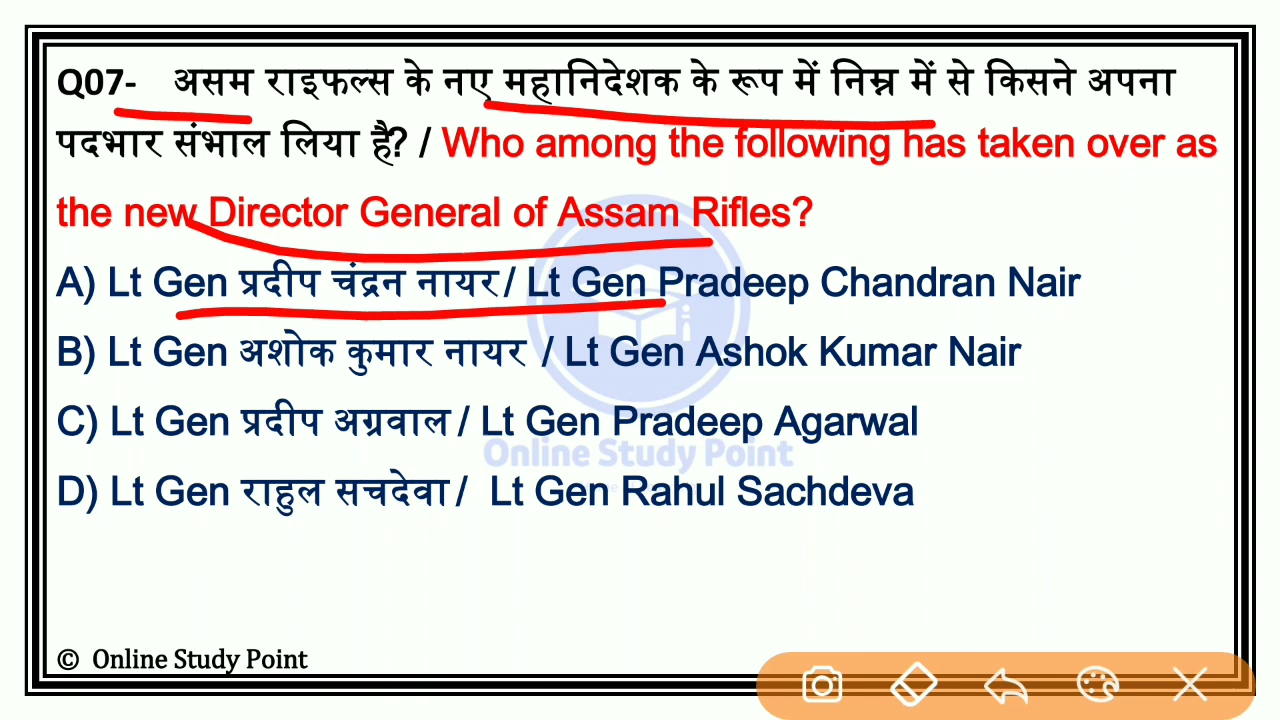 Q07- असम राइफल्स के नए महानिदेशक के रूप में निम्न में से किसने अपना
पदभार संभाल लिया है? / Who among the following has taken over as
the new Director General of Assam Rifles?
A) Lt Gen प्रदीप चंद्रन नायर/ Lt Gen Pradeep Chandran Nair
B) Lt Gen अशोक कुमार नायर / Lt Gen Ashok Kumar Nair
C) Lt Gen प्रदीप अग्रवाल/ Lt Gen Pradeep Agarwal
Online Study Point
D) Lt Gen राहुल सचदेवा/ Lt Gen Rahul Sachdeva
© Online Study Point